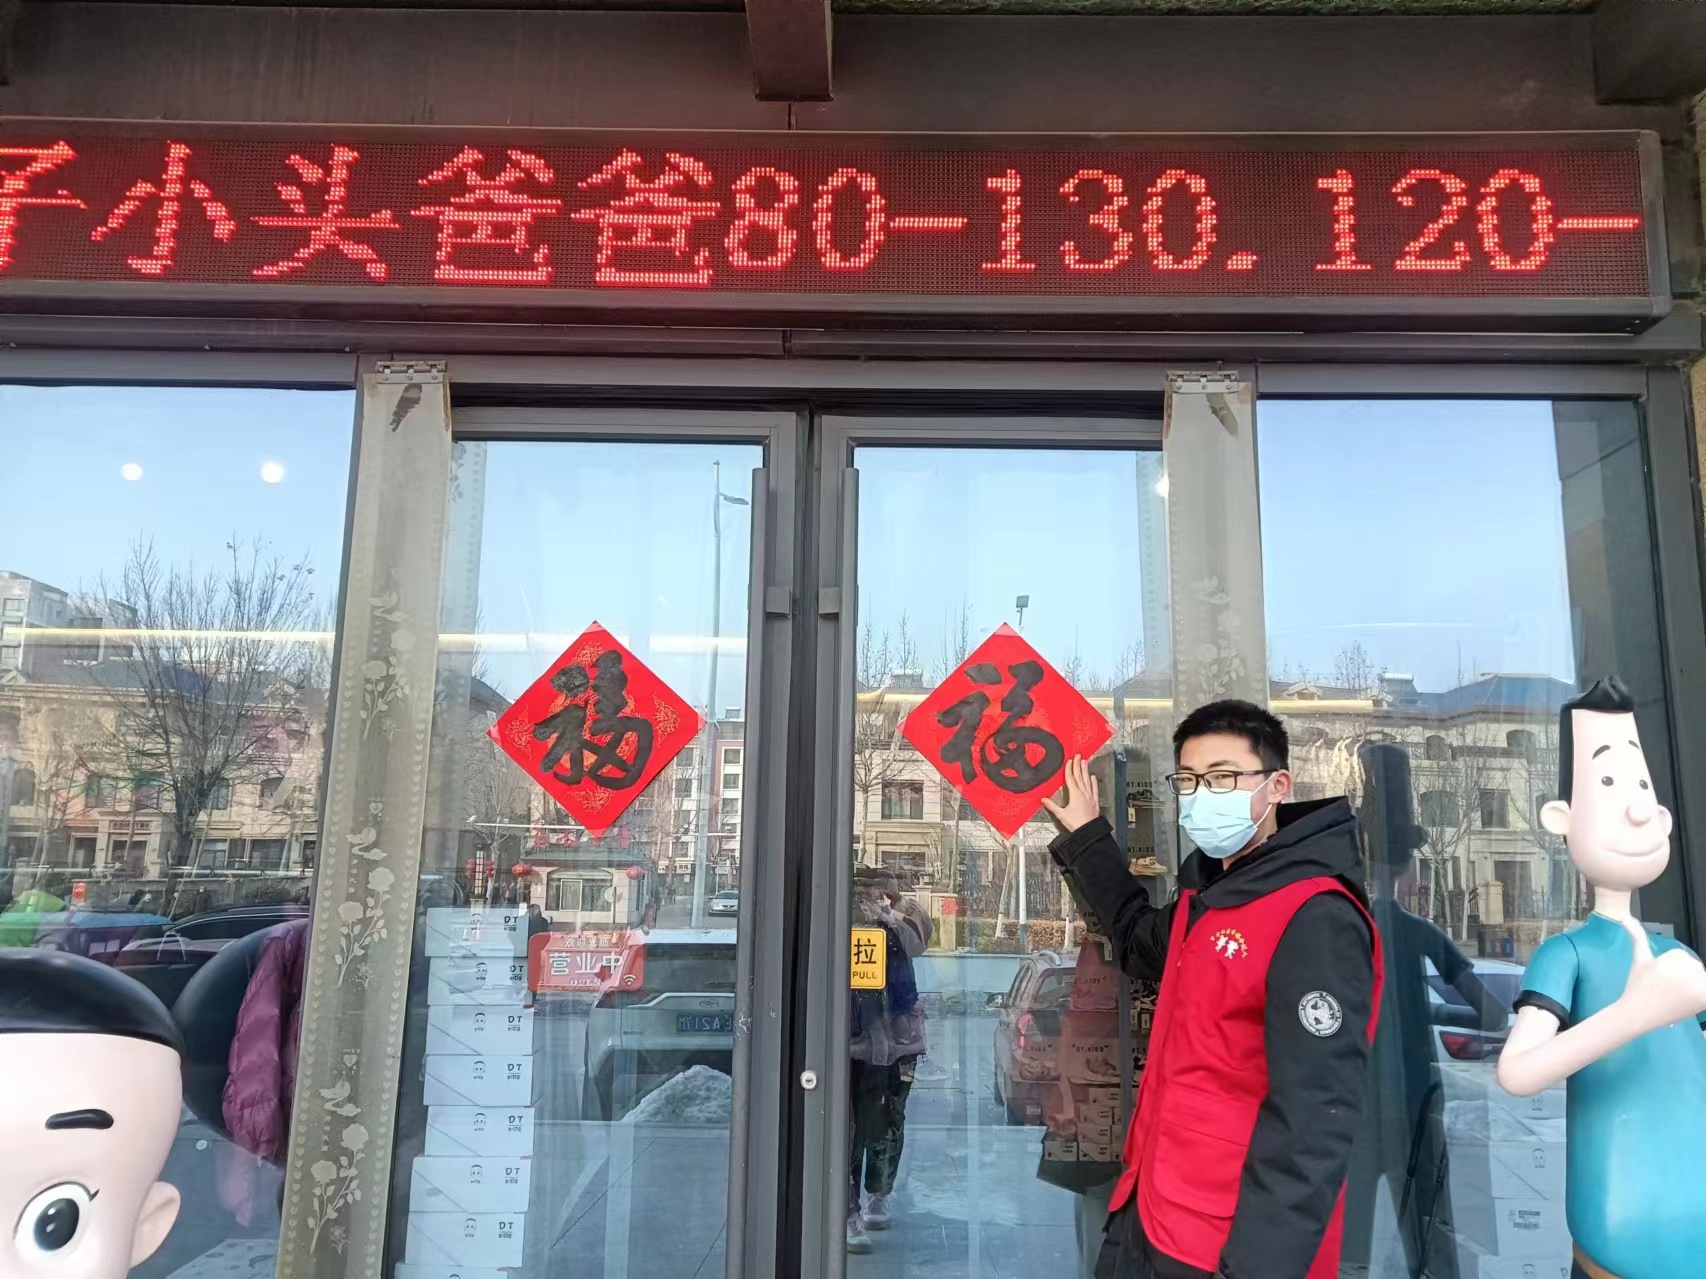 子小头爸爸80-130.120-
福
福
欢迎光临
营业中
拉
PULL
DT